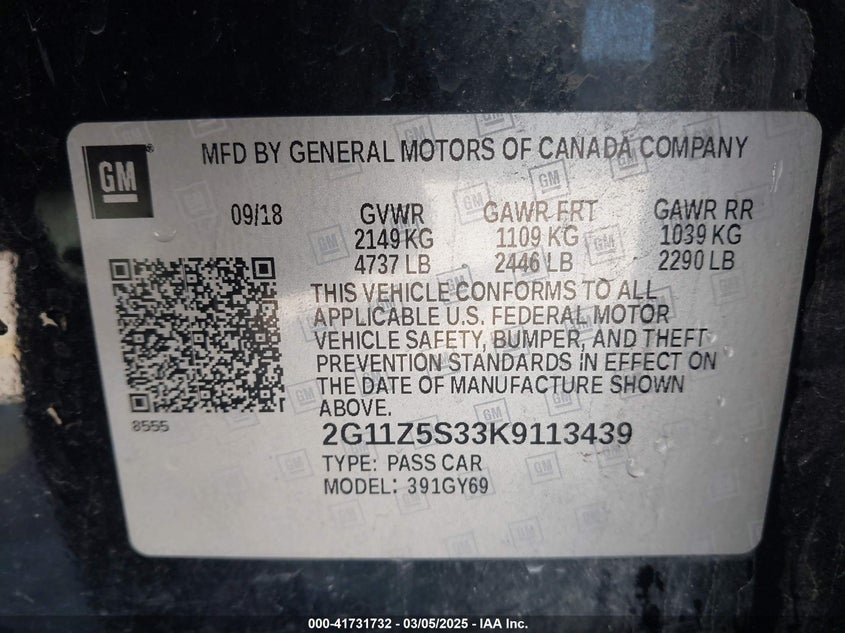 GM
MFD BY GENERAL MOTORS OF CANADA COMPANY
09/18 GVWR GAWR FRT GAWR RR
2149 KG 1109 KG 1039 KG
4737 LB 2446 LB 2290 LB
THIS VEHICLE CONFORMS TO ALL
APPLICABLE U.S. FEDERAL MOTOR
VEHICLE SAFETY, BUMPER, AND THEFT
PREVENTION STANDARDS IN EFFECT ON
THE DATE OF MANUFACTURE SHOWN
ABOVE.
8555
2G11Z5S33K9113439
TYPE: PASS CAR
MODEL: 391GY69
000-41731732 - 03/05/2025 - IAA Inc.